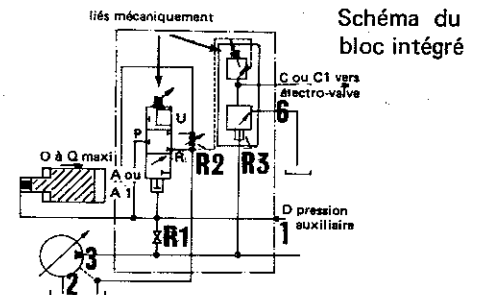 liés mécaniquement
Schéma du
bloc intégré
C ou C1 vers
électro-valve
6
U
P
R
R2
R3
O à Q maxi
A ou
A 1
D pression
1 auxiliaire
R1
3
2